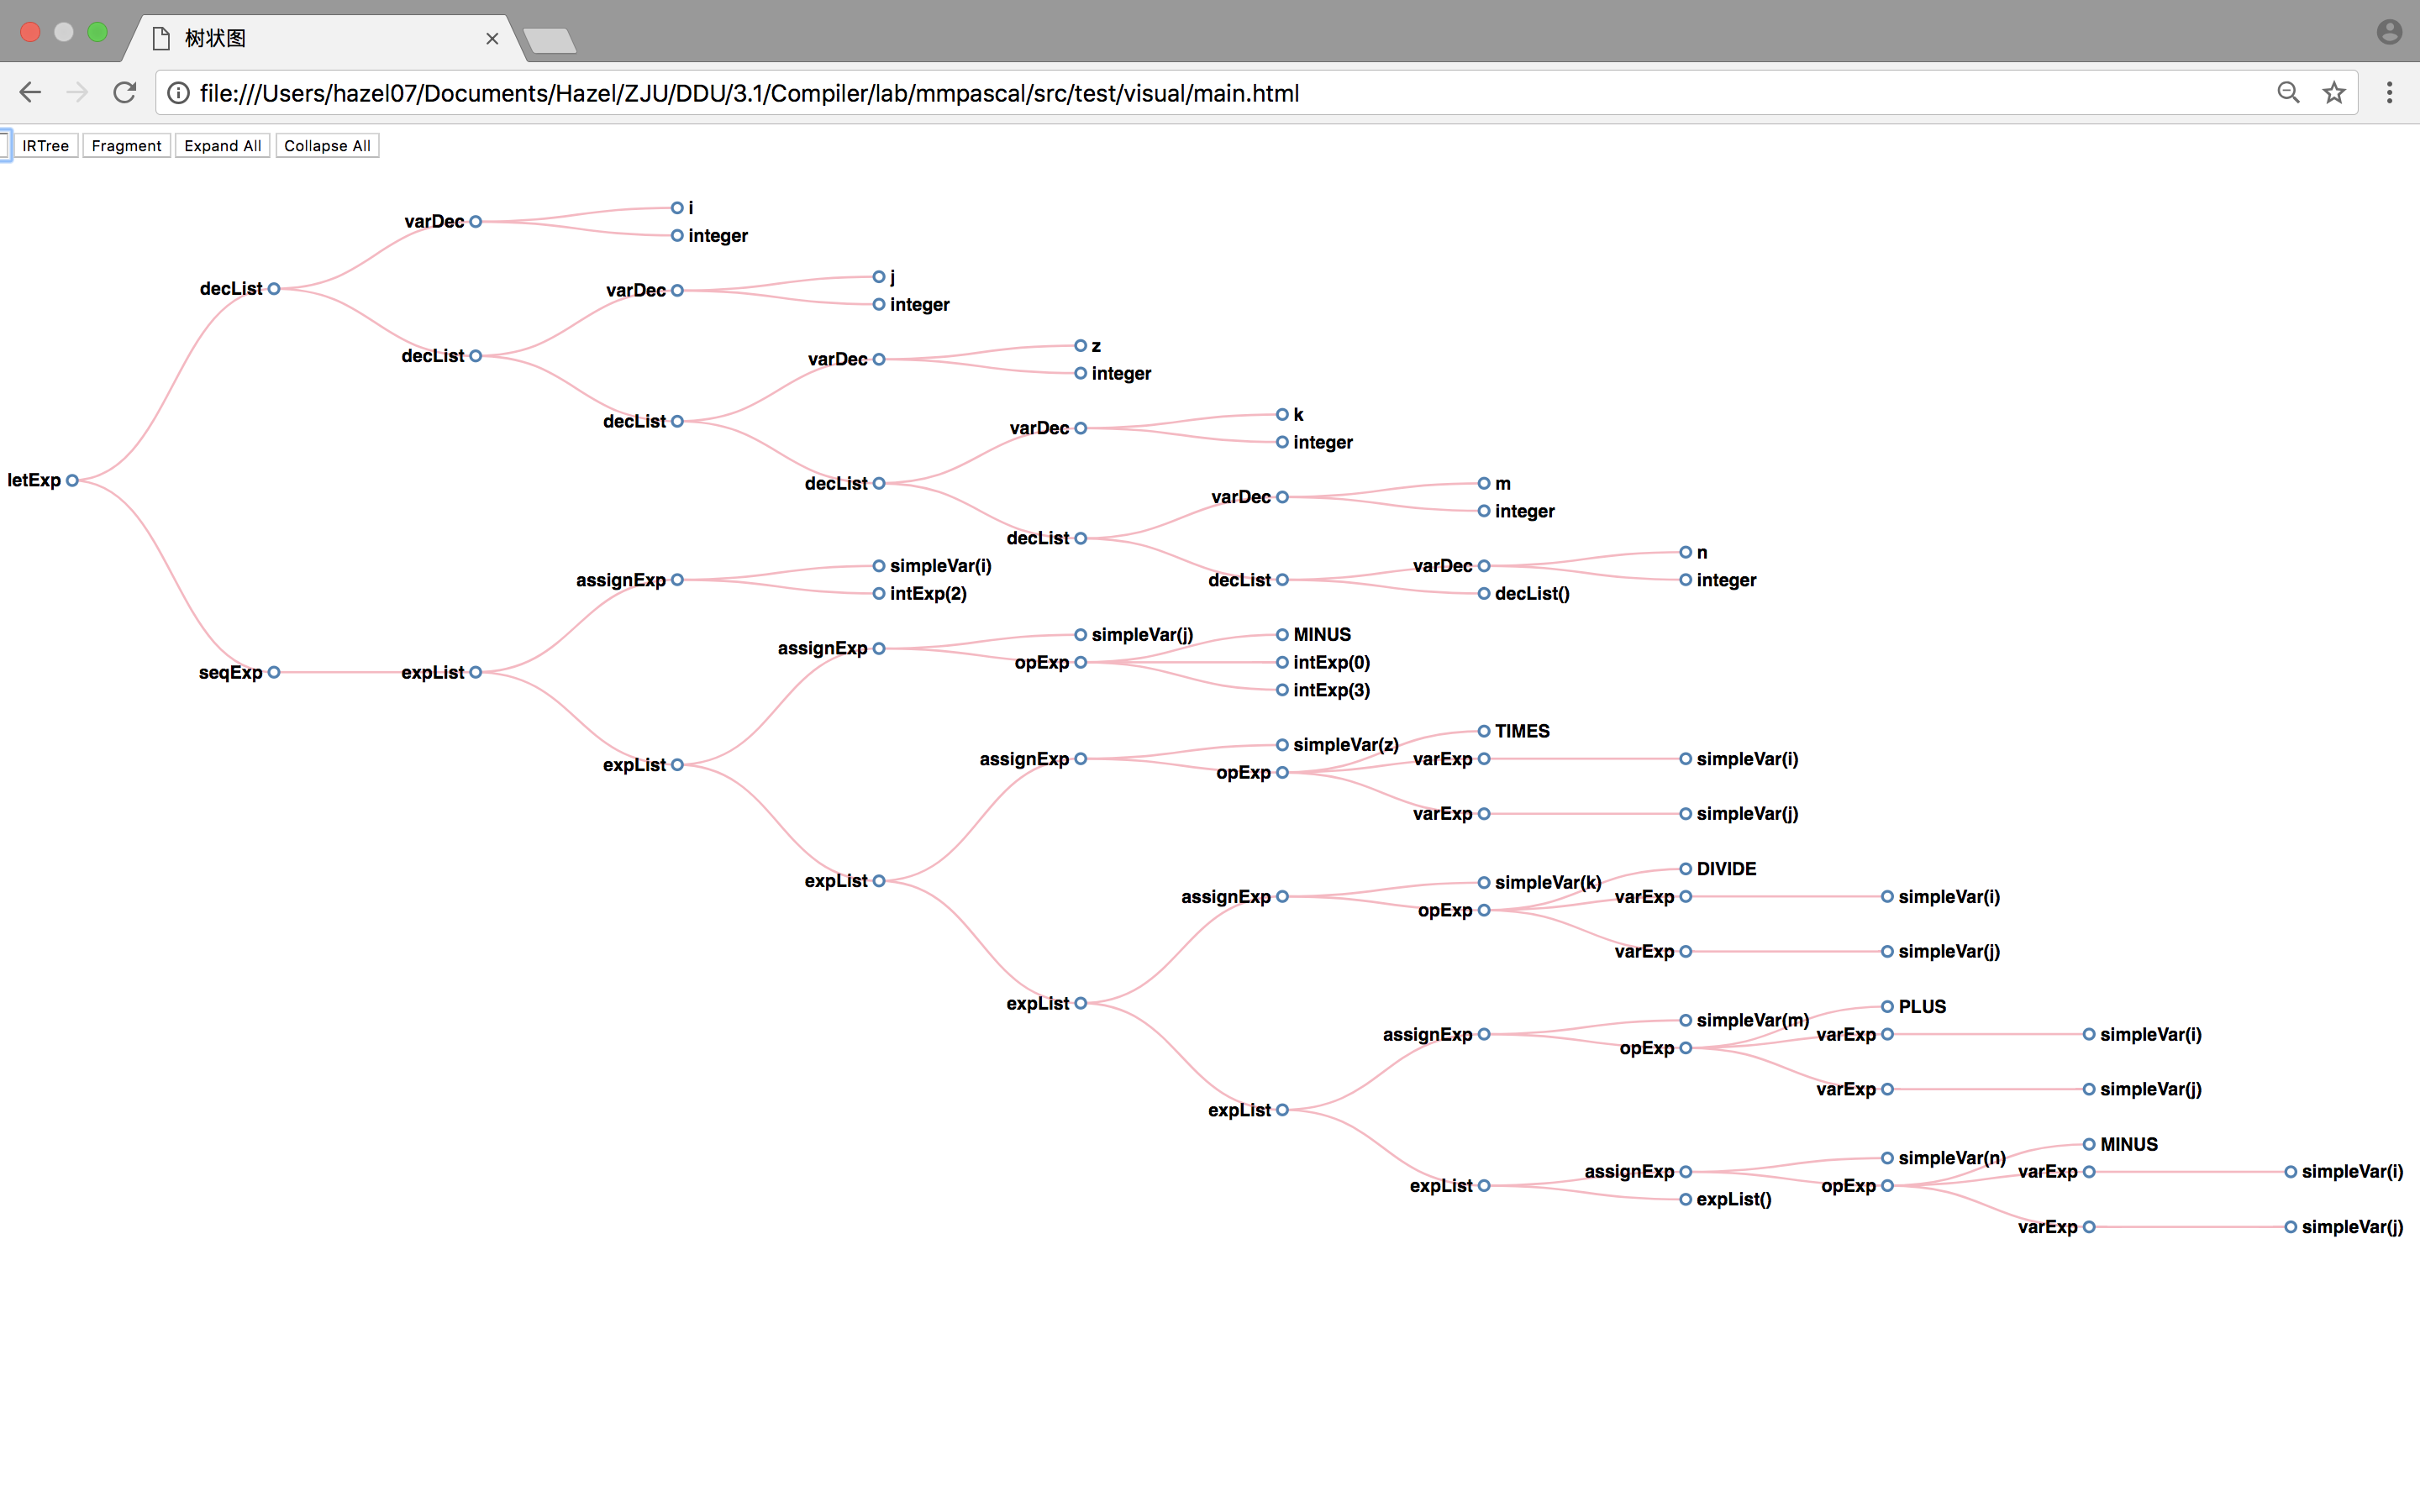 树状图
file:///Users/hazel07/Documents/Hazel/ZJU/DDU/3.1/Compiler/lab/mmpascal/src/test/visual/main.html
IRTree Fragment Expand All Collapse All
i
varDec
integer
j
decList varDec
integer
z
decList varDec
integer
k
decList varDec
integer
letExp decList m
varDec
integer
decList
n
simpleVar(i) varDec
assignExp decList integer
intExp(2) decList()
simpleVar(j) MINUS
assignExp
opExp intExp(0)
seqExp expList
intExp(3)
TIMES
simpleVar(z)
expList assignExp varExp simpleVar(i)
opExp
varExp simpleVar(j)
DIVIDE
expList simpleVar(k)
assignExp varExp simpleVar(i)
opExp
varExp simpleVar(j)
expList PLUS
simpleVar(m)
assignExp varExp simpleVar(i)
opExp
varExp simpleVar(j)
expList
MINUS
simpleVar(n)
assignExp varExp simpleVar(i)
expList opExp
expList()
varExp simpleVar(j)